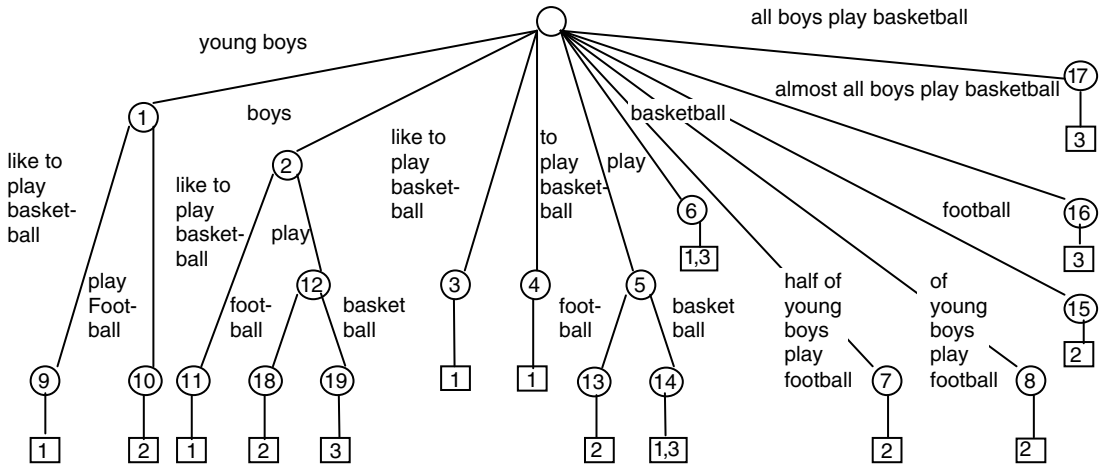 all boys play basketball
young boys
17
almost all boys play basketball
1
boys
basketball
3
like to
play
basket-
ball
to
play
basket-
ball
play
like to
play
basket-
ball
2
like to
play
basket-
ball
play
6
1,3
football
16
3
play
Foot-
ball
12
3
4
5
half of
young
boys
play
football
of
young
boys
play
football
15
2
foot-
ball
basket
ball
foot-
ball
basket
ball
9
10
11
18
19
1
1
13
14
7
8
1
2
1
2
3
2
1,3
2
2